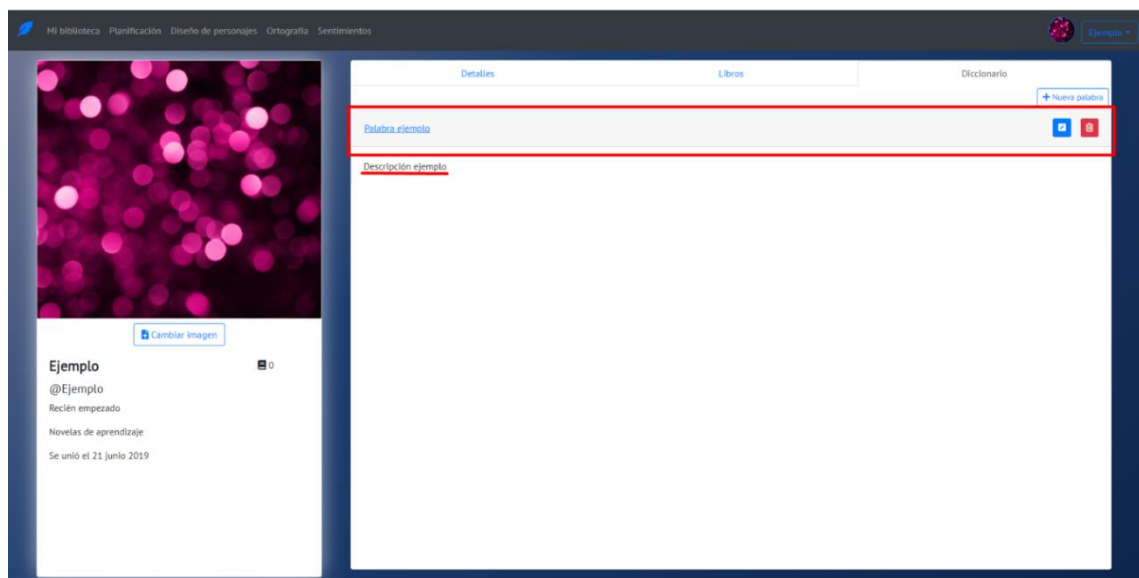 Mi biblioteca Planificación Diseño de personajes Ortografía Sentimientos
Ejemplo
Detalles Libros Diccionario
+ Nueva palabra
Palabra ejemplo
Descripción ejemplo
Cambiar imagen
Ejemplo 0
@Ejemplo
Recién empezado
Novelas de aprendizaje
Se unió el 21 junio 2019